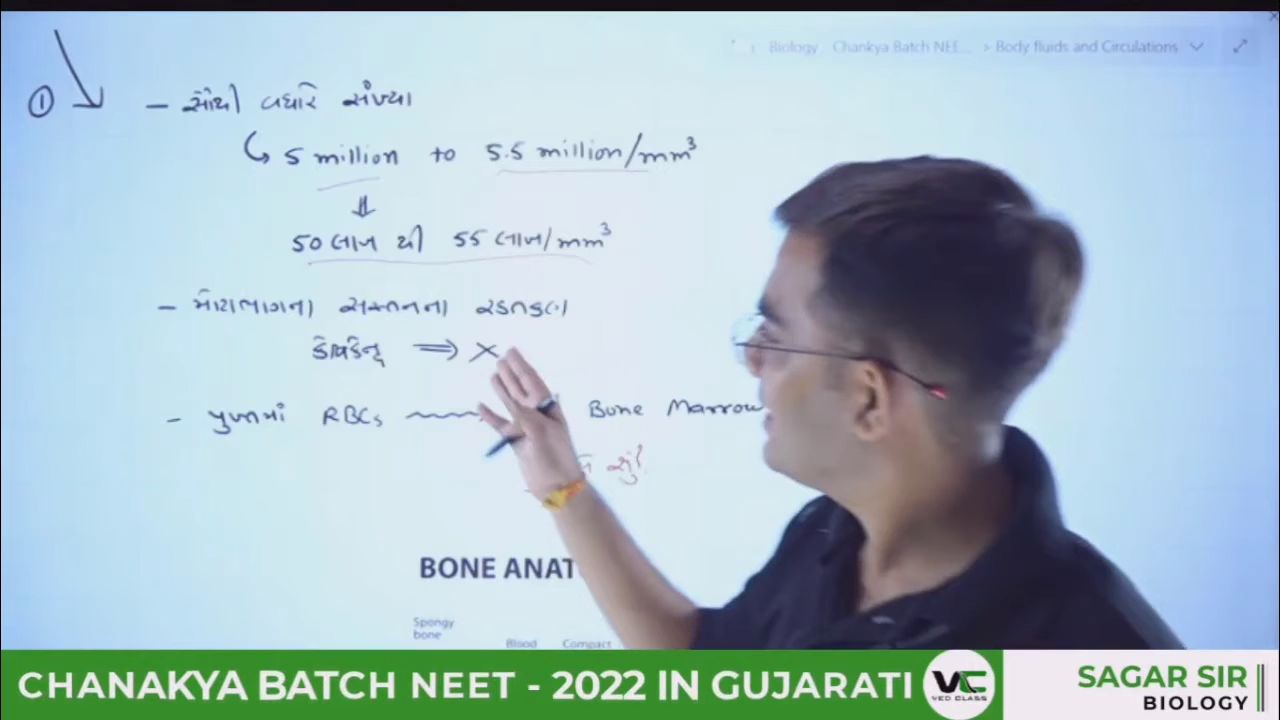 Biology Chankya Batch NEE... > Body fluids and Circulations
① – સૌથી વધારે સંખ્યા
5 million to 5.5 million/mm³
⇓
50 લાખ થી 55 લાખ/mm³
– મોટાભાગના સસ્તનના રક્તકણ
કોષકેન્દ્ર ⇒ ×
– પુખ્તમાં RBCs Bone Marrow
શું?
BONE ANAT
Spongy
bone
Blood Compact
CHANAKYA BATCH NEET - 2022 IN GUJARATI
VC
VED CLASS
SAGAR SIR
BIOLOGY